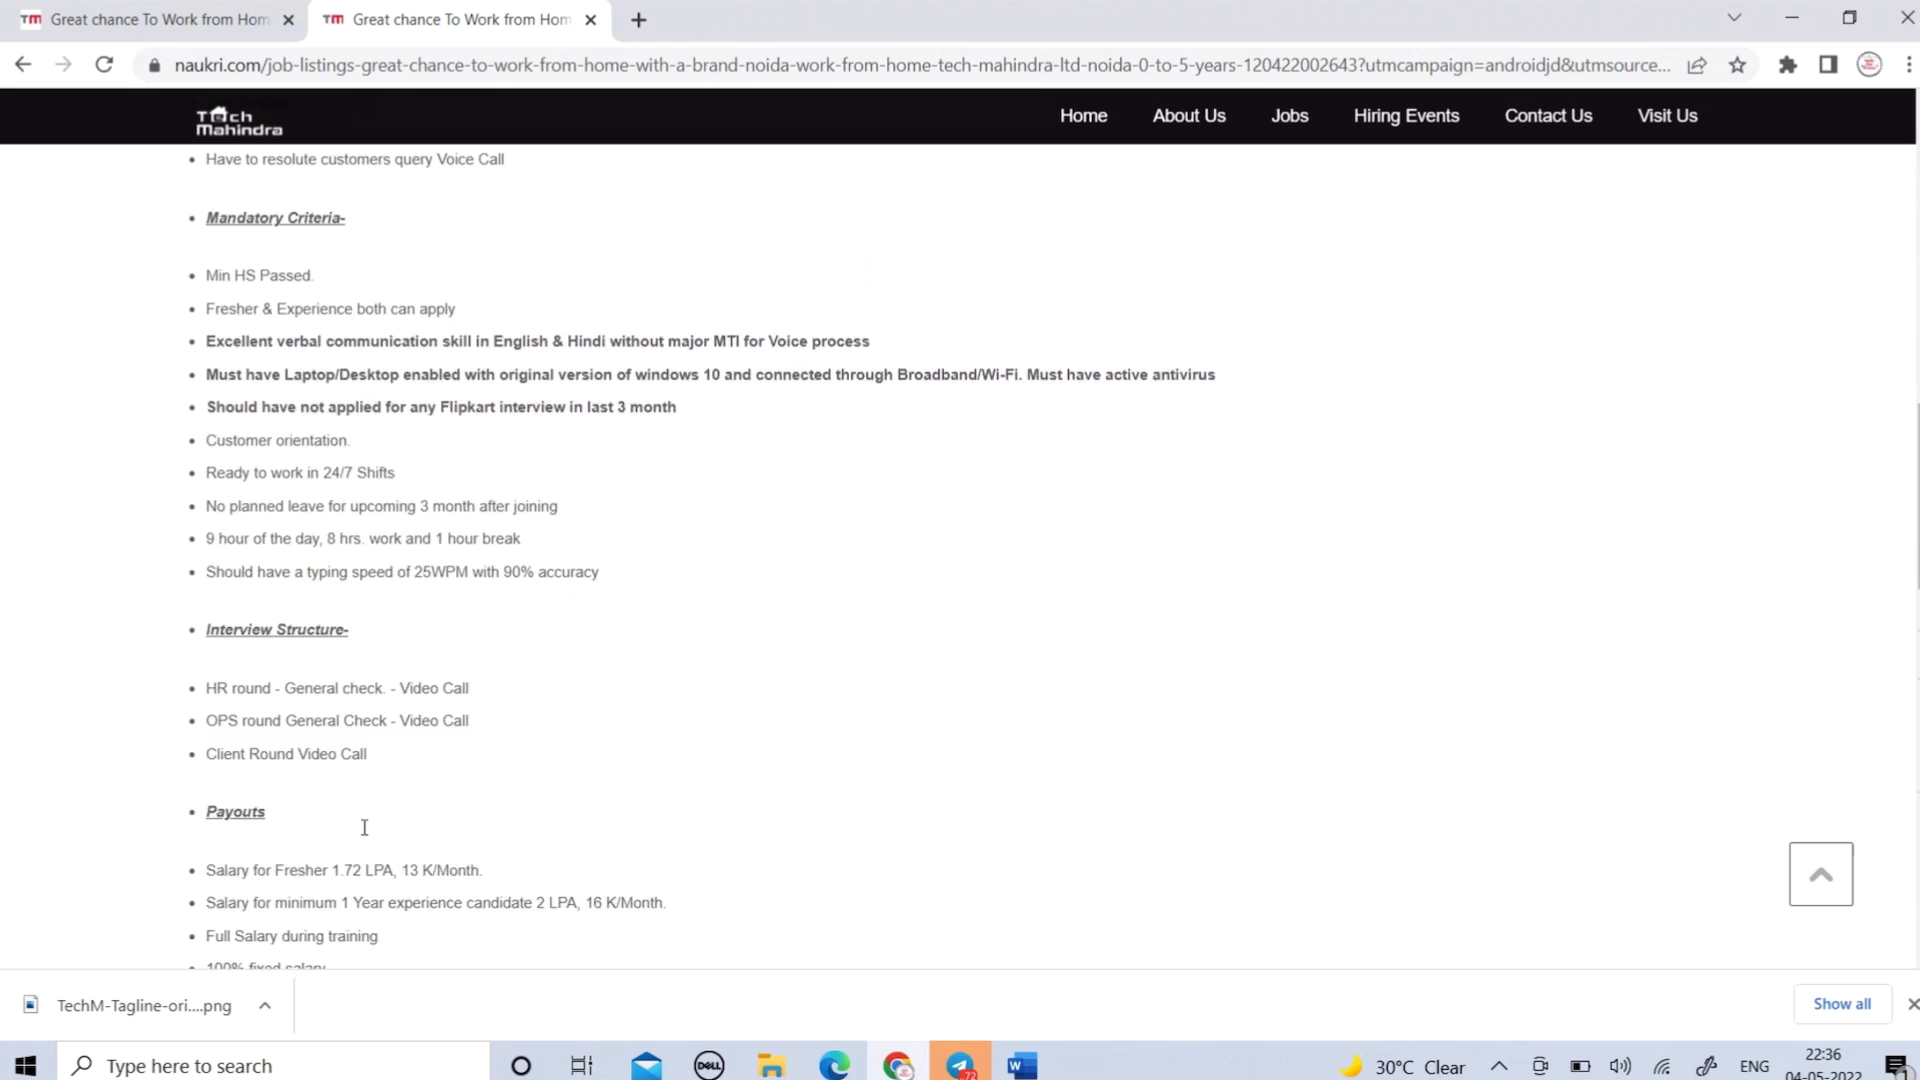 Great chance To Work from Hom
Great chance To Work from Hom
naukri.com/job-listings-great-chance-to-work-from-home-with-a-brand-noida-work-from-home-tech-mahindra-ltd-noida-0-to-5-years-120422002643?utmcampaign=androidjd&utmsource...
Tech
Mahindra
Home About Us Jobs Hiring Events Contact Us Visit Us
• Have to resolute customers query Voice Call
• Mandatory Criteria-
• Min HS Passed.
• Fresher & Experience both can apply
• Excellent verbal communication skill in English & Hindi without major MTI for Voice process
• Must have Laptop/Desktop enabled with original version of windows 10 and connected through Broadband/Wi-Fi. Must have active antivirus
• Should have not applied for any Flipkart interview in last 3 month
• Customer orientation.
• Ready to work in 24/7 Shifts
• No planned leave for upcoming 3 month after joining
• 9 hour of the day, 8 hrs. work and 1 hour break
• Should have a typing speed of 25WPM with 90% accuracy
• Interview Structure-
• HR round - General check. - Video Call
• OPS round General Check - Video Call
• Client Round Video Call
• Payouts
• Salary for Fresher 1.72 LPA, 13 K/Month.
• Salary for minimum 1 Year experience candidate 2 LPA, 16 K/Month.
• Full Salary during training
• 100% fixed salary
TechM-Tagline-ori....png
Show all
Type here to search
DELL
72
W
30°C Clear
ENG
22:36
04-05-2022
1